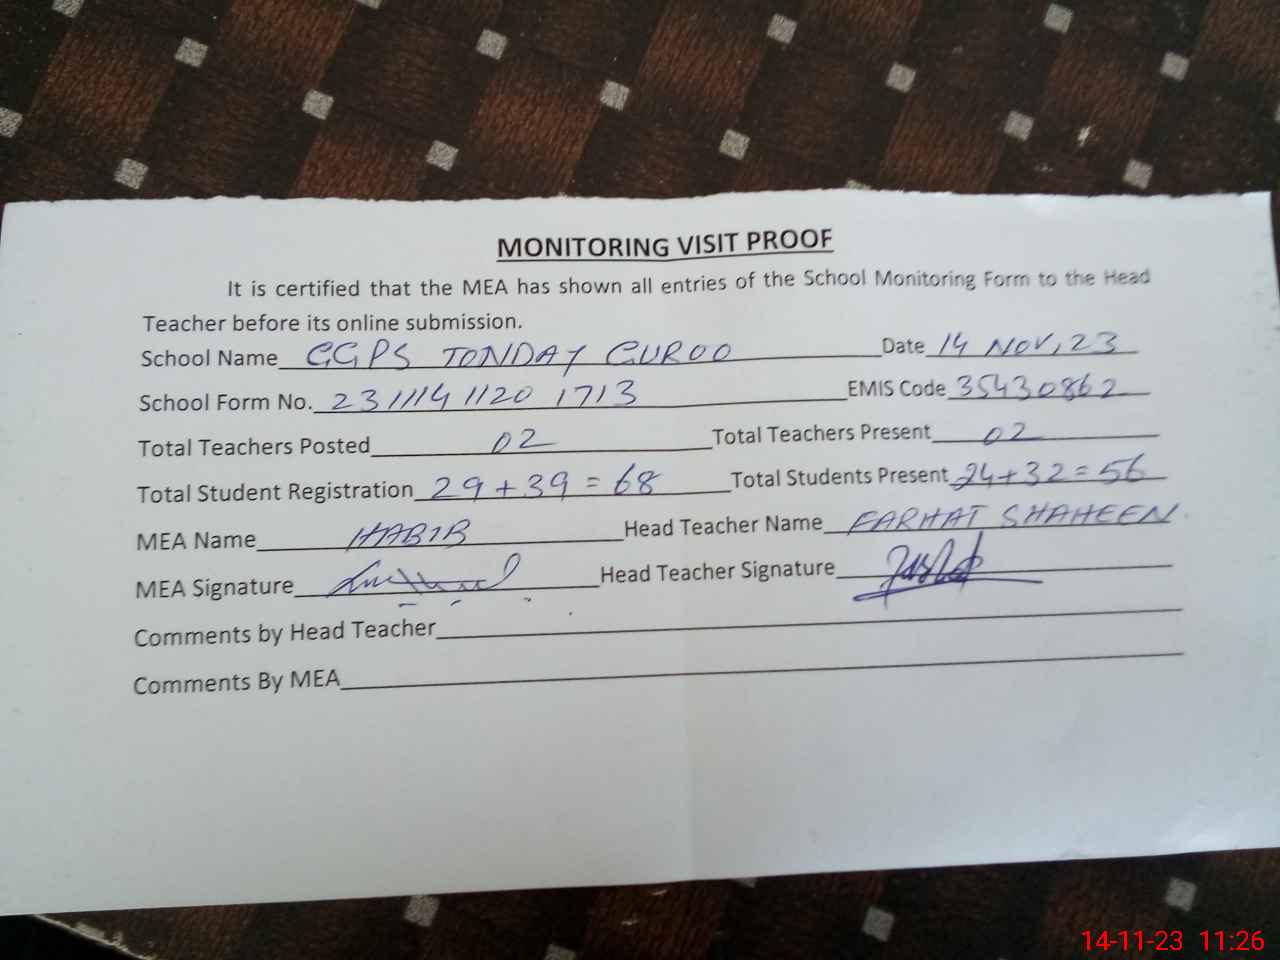 MONITORING VISIT PROOF
It is certified that the MEA has shown all entries of the School Monitoring Form to the Head
Teacher before its online submission.
School Name GGPS TONDAY GUROO Date 14 NOV, 23
School Form No. 231114 1120 1713 EMIS Code 35430862
Total Teachers Posted 02 Total Teachers Present 02
Total Student Registration 29+39=68 Total Students Present 24+32=56
MEA Name HABIB Head Teacher Name FARHAT SHAHEEN
MEA Signature Head Teacher Signature
Comments by Head Teacher
Comments By MEA
14-11-23 11:26